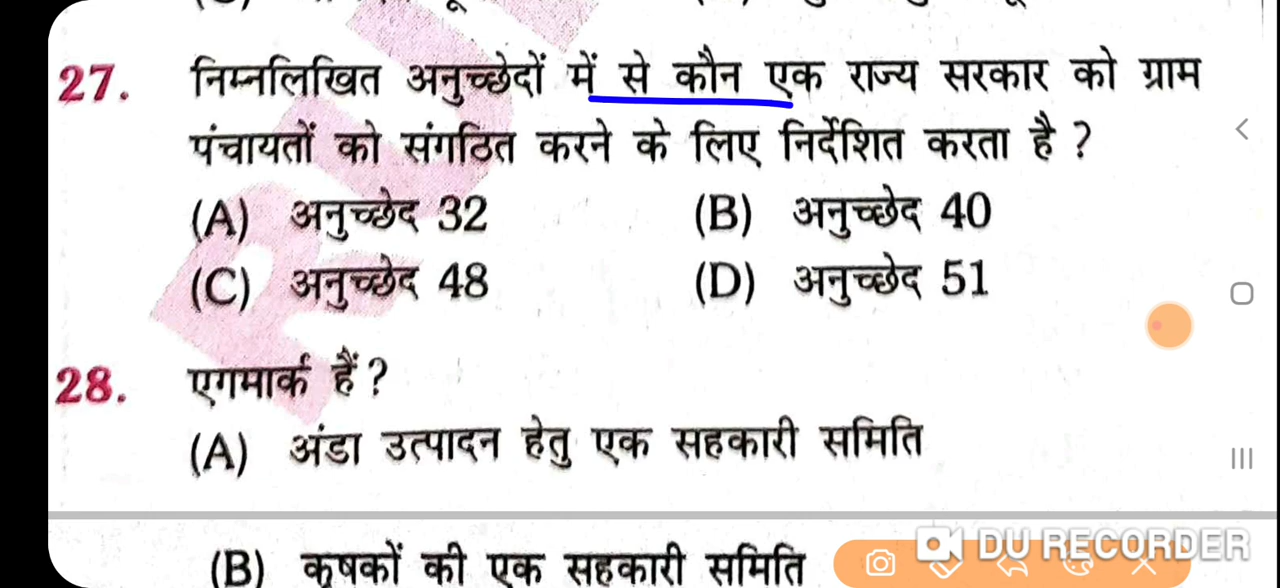 27. निम्नलिखित अनुच्छेदों में से कौन एक राज्य सरकार को ग्राम
पंचायतों को संगठित करने के लिए निर्देशित करता है ?
(A) अनुच्छेद 32 (B) अनुच्छेद 40
(C) अनुच्छेद 48 (D) अनुच्छेद 51
28. एगमार्क हैं ?
(A) अंडा उत्पादन हेतु एक सहकारी समिति
(B) कृषकों की एक सहकारी समिति
DU RECORDER